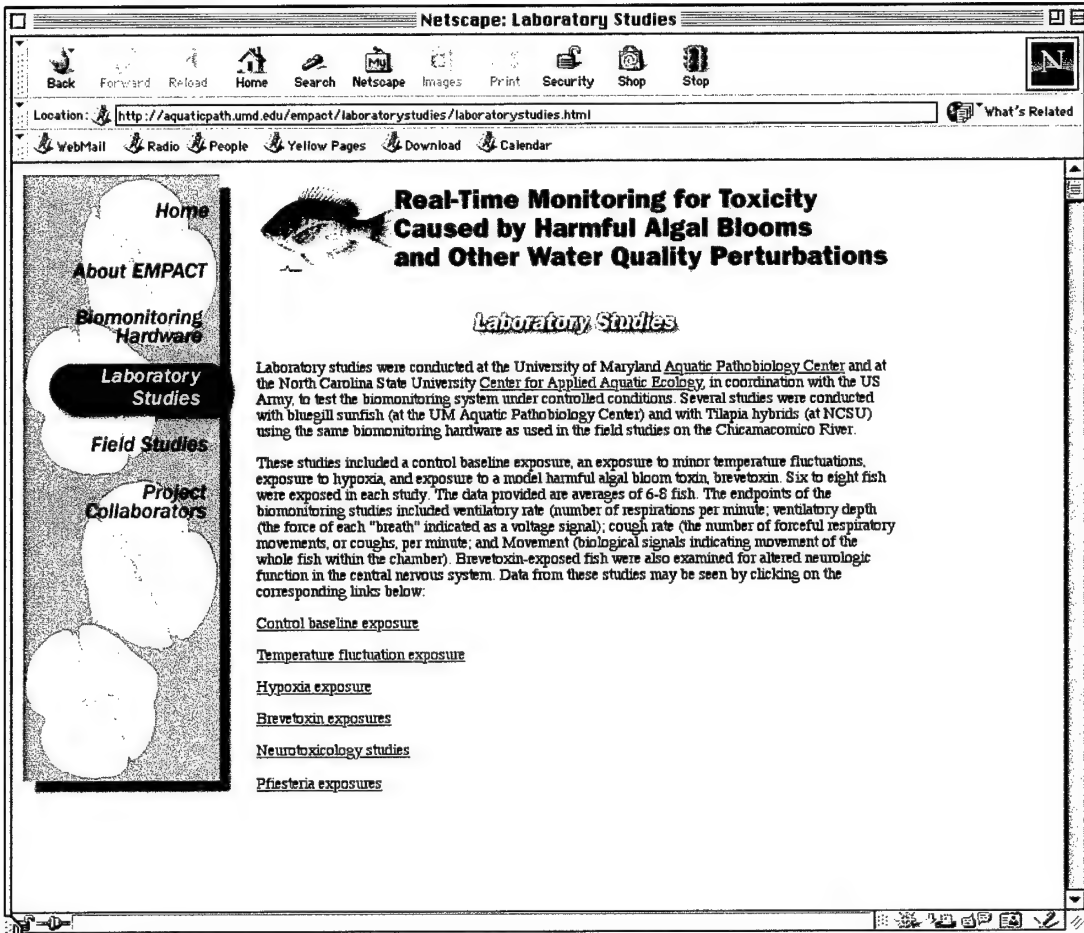 Netscape: Laboratory Studies
Back Forward Reload Home Search Netscape Images Print Security Shop Stop
My
N
Location: http://aquaticpath.umd.edu/empact/laboratorystudies/laboratorystudies.html What's Related
WebMail Radio People Yellow Pages Download Calendar
Home
About EMPACT
Biomonitoring
Hardware
Laboratory
Studies
Field Studies
Project
Collaborators
Real-Time Monitoring for Toxicity
Caused by Harmful Algal Blooms
and Other Water Quality Perturbations
Laboratory Studies
Laboratory studies were conducted at the University of Maryland Aquatic Pathobiology Center and at
the North Carolina State University Center for Applied Aquatic Ecology, in coordination with the US
Army, to test the biomonitoring system under controlled conditions. Several studies were conducted
with bluegill sunfish (at the UM Aquatic Pathobiology Center) and with Tilapia hybrids (at NCSU)
using the same biomonitoring hardware as used in the field studies on the Chicamacomico River.
These studies included a control baseline exposure, an exposure to minor temperature fluctuations,
exposure to hypoxia, and exposure to a model harmful algal bloom toxin, brevetoxin. Six to eight fish
were exposed in each study. The data provided are averages of 6-8 fish. The endpoints of the
biomonitoring studies included ventilatory rate (number of respirations per minute; ventilatory depth
(the force of each "breath" indicated as a voltage signal); cough rate (the number of forceful respiratory
movements, or coughs, per minute; and Movement (biological signals indicating movement of the
whole fish within the chamber). Brevetoxin-exposed fish were also examined for altered neurologic
function in the central nervous system. Data from these studies may be seen by clicking on the
corresponding links below:
Control baseline exposure
Temperature fluctuation exposure
Hypoxia exposure
Brevetoxin exposures
Neurotoxicology studies
Pfiesteria exposures